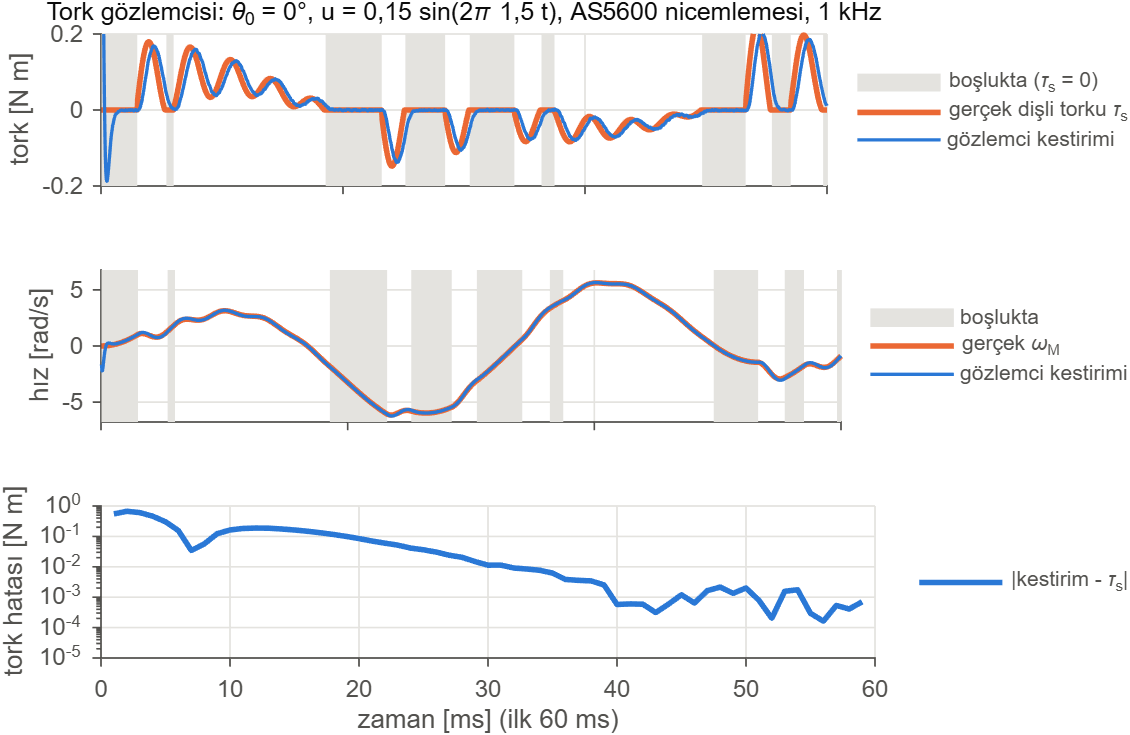 Tork gözlemcisi: θ₀ = 0°, u = 0,15 sin(2π 1,5 t), AS5600 nicemlemesi, 1 kHz
tork [N m]
0.2
0
-0.2
boşlukta (τₛ = 0)
gerçek dişli torku τₛ
gözlemci kestirimi
hız [rad/s]
5
0
-5
boşlukta
gerçek ω_M
gözlemci kestirimi
tork hatası [N m]
10⁰
10⁻¹
10⁻²
10⁻³
10⁻⁴
10⁻⁵
|kestirim - τₛ|
0 10 20 30 40 50 60
zaman [ms] (ilk 60 ms)